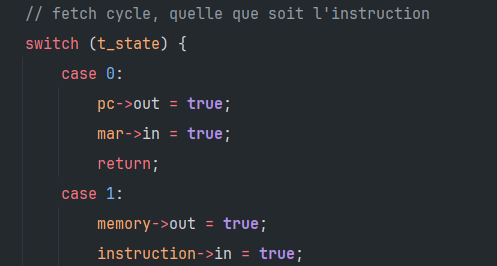 // fetch cycle, quelle que soit l'instruction
switch (t_state) {
case 0:
pc->out = true;
mar->in = true;
return;
case 1:
memory->out = true;
instruction->in = true;